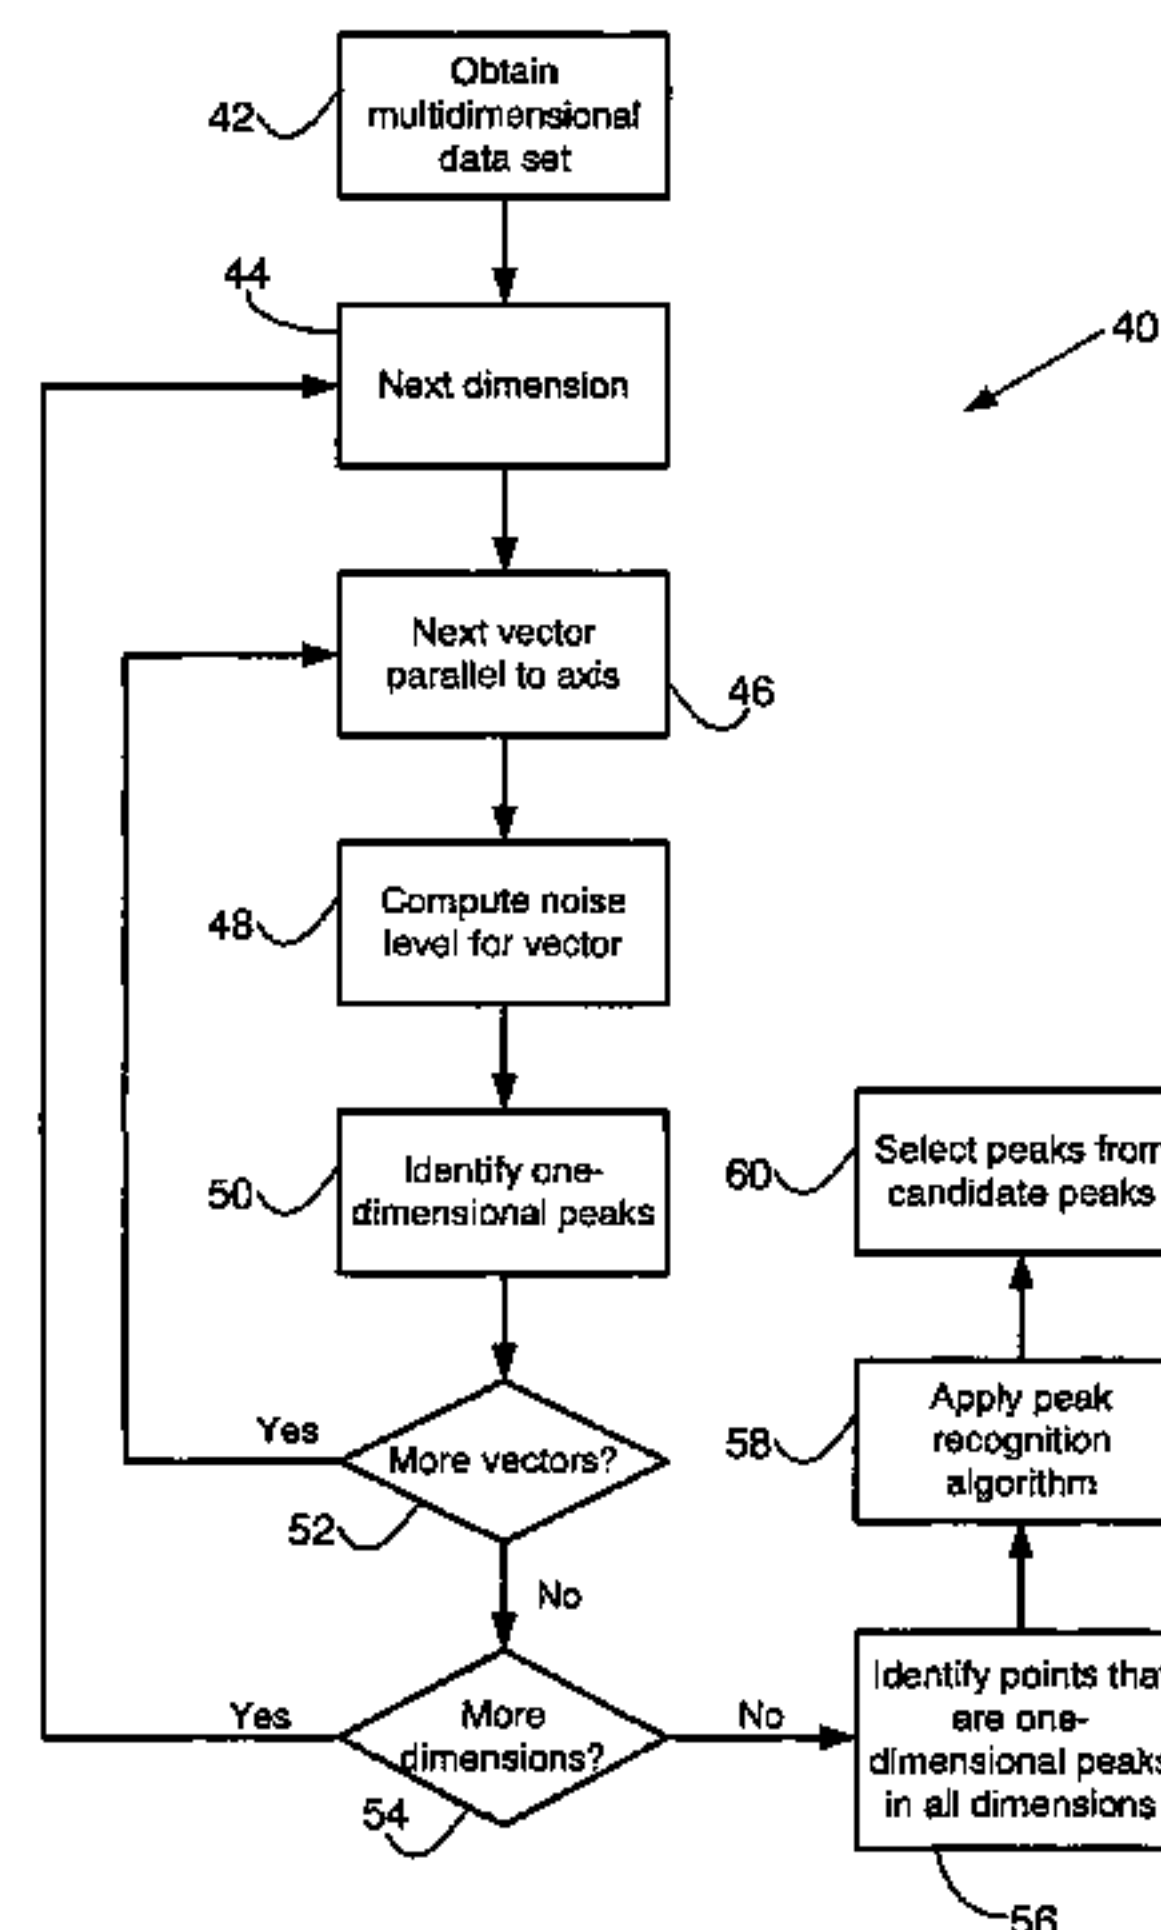 Obtain
multidimensional
data set
42
44
Next dimension
40
Next vector
parallel to axis
46
Compute noise
level for vector
48
Identify one-
dimensional peaks
50
More vectors?
Yes
52
No
More
dimensions?
Yes
No
54
Identify points that
are one-
dimensional peaks
in all dimensions
56
Apply peak
recognition
algorithm
58
Select peaks from
candidate peaks
60